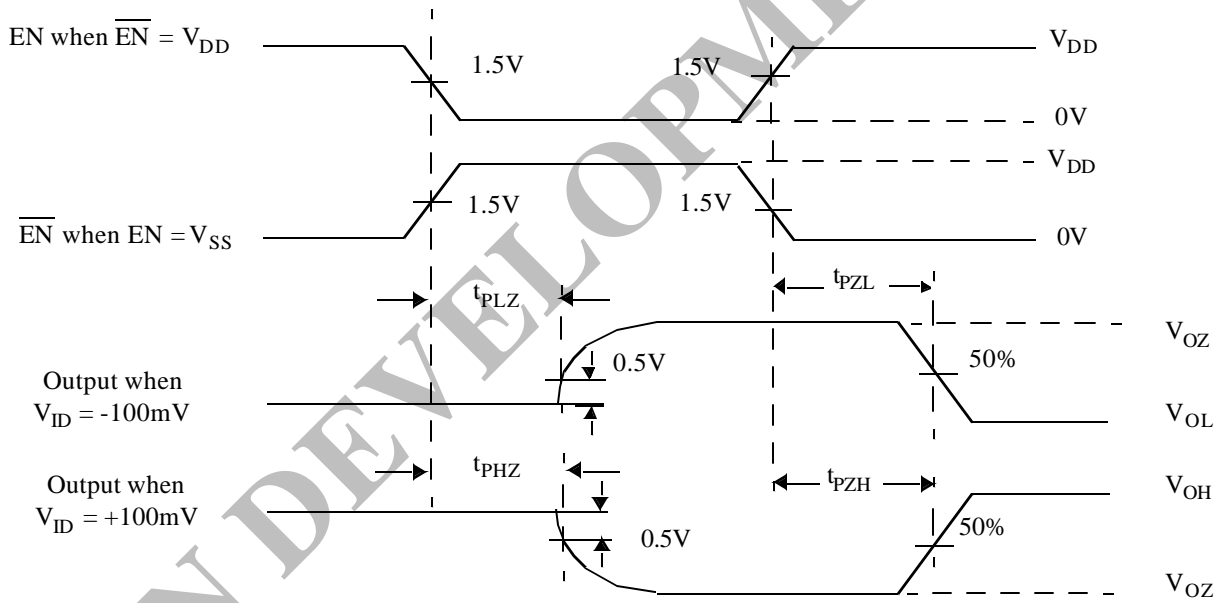 EN when E̅N̅ = V_DD
1.5V
1.5V
V_DD
0V
V_DD
1.5V
1.5V
E̅N̅ when EN = V_SS
0V
t_PLZ
t_PZL
V_OZ
0.5V
50%
Output when
V_ID = -100mV
V_OL
t_PHZ
t_PZH
V_OH
Output when
V_ID = +100mV
0.5V
50%
V_OZ
N DEVELOPM